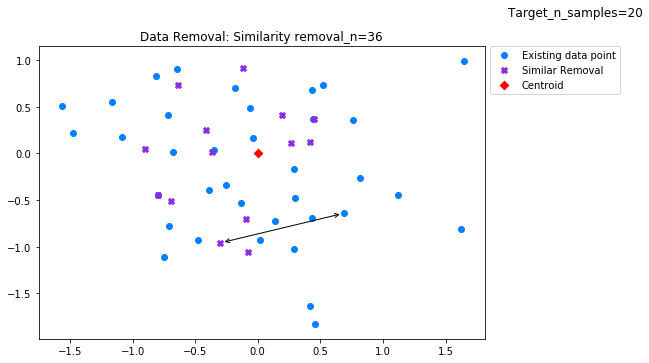 Target_n_samples=20
Data Removal: Similarity removal_n=36
Existing data point
Similar Removal
Centroid
1.0
0.5
0.0
−0.5
−1.0
−1.5
−1.5
−1.0
−0.5
0.0
0.5
1.0
1.5